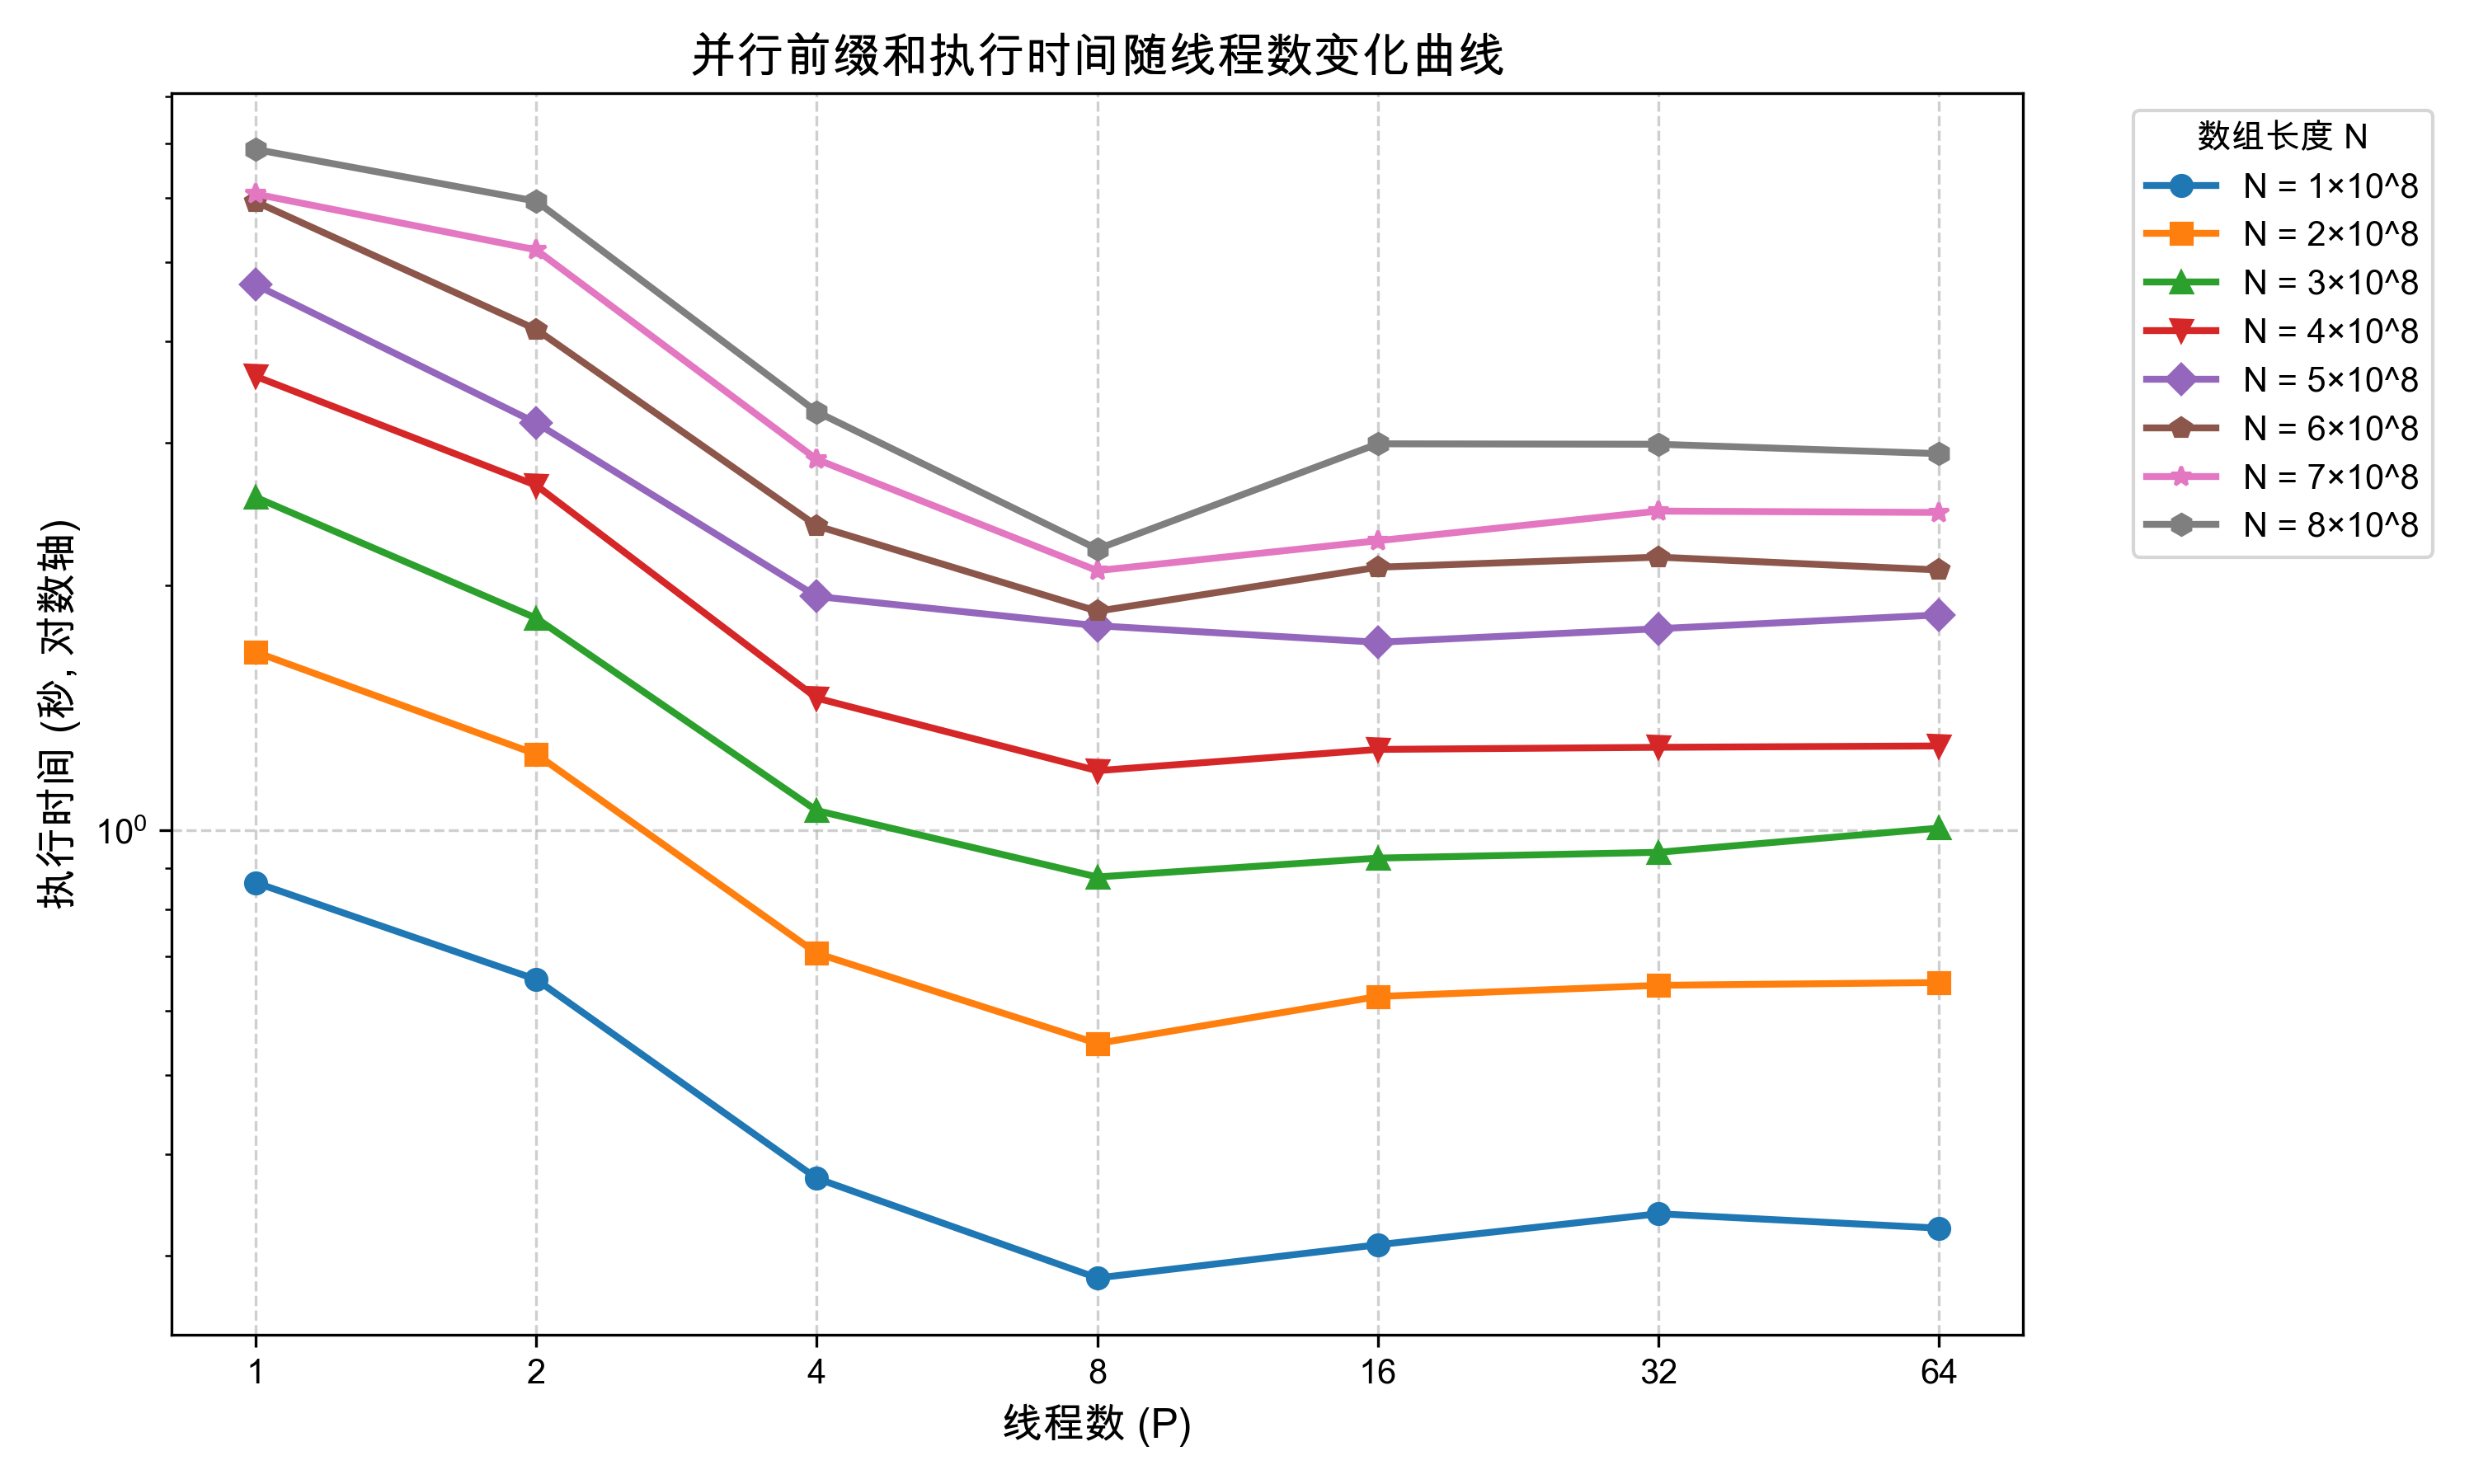 并行前缀和执行时间随线程数变化曲线
执行时间 (秒, 对数轴)
10⁰
1 2 4 8 16 32 64
线程数 (P)
数组长度 N
N = 1×10^8
N = 2×10^8
N = 3×10^8
N = 4×10^8
N = 5×10^8
N = 6×10^8
N = 7×10^8
N = 8×10^8